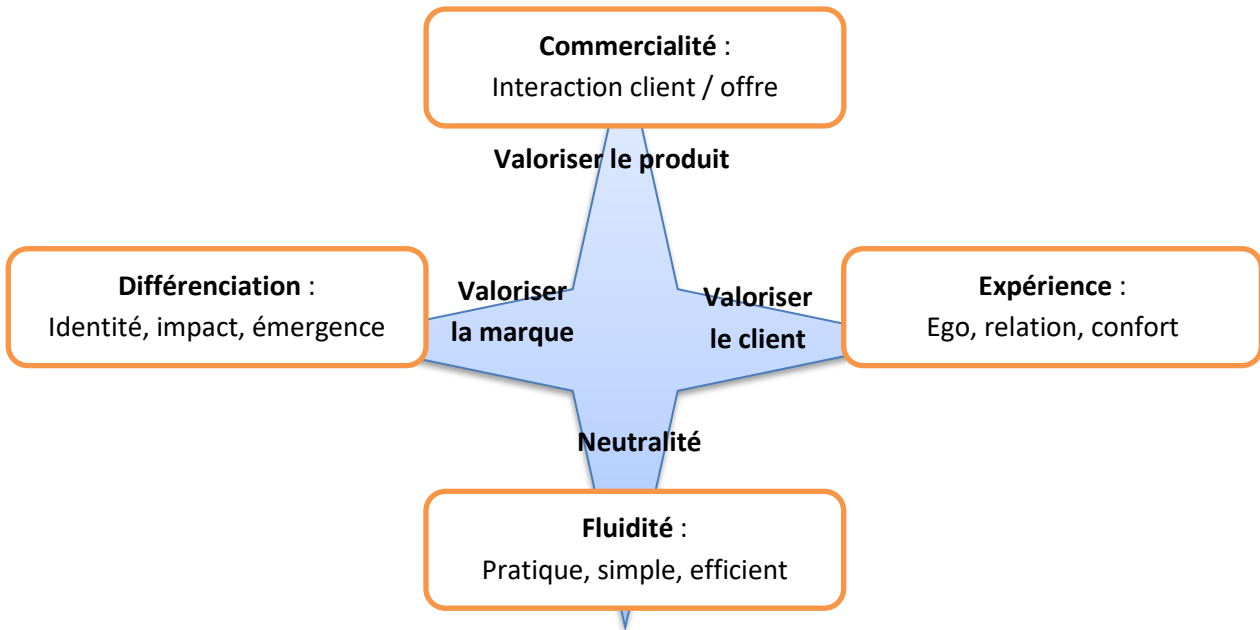 Commercialité :
Interaction client / offre
Valoriser le produit
Différenciation :
Identité, impact, émergence
Valoriser
la marque
Valoriser
le client
Expérience :
Ego, relation, confort
Neutralité
Fluidité :
Pratique, simple, efficient